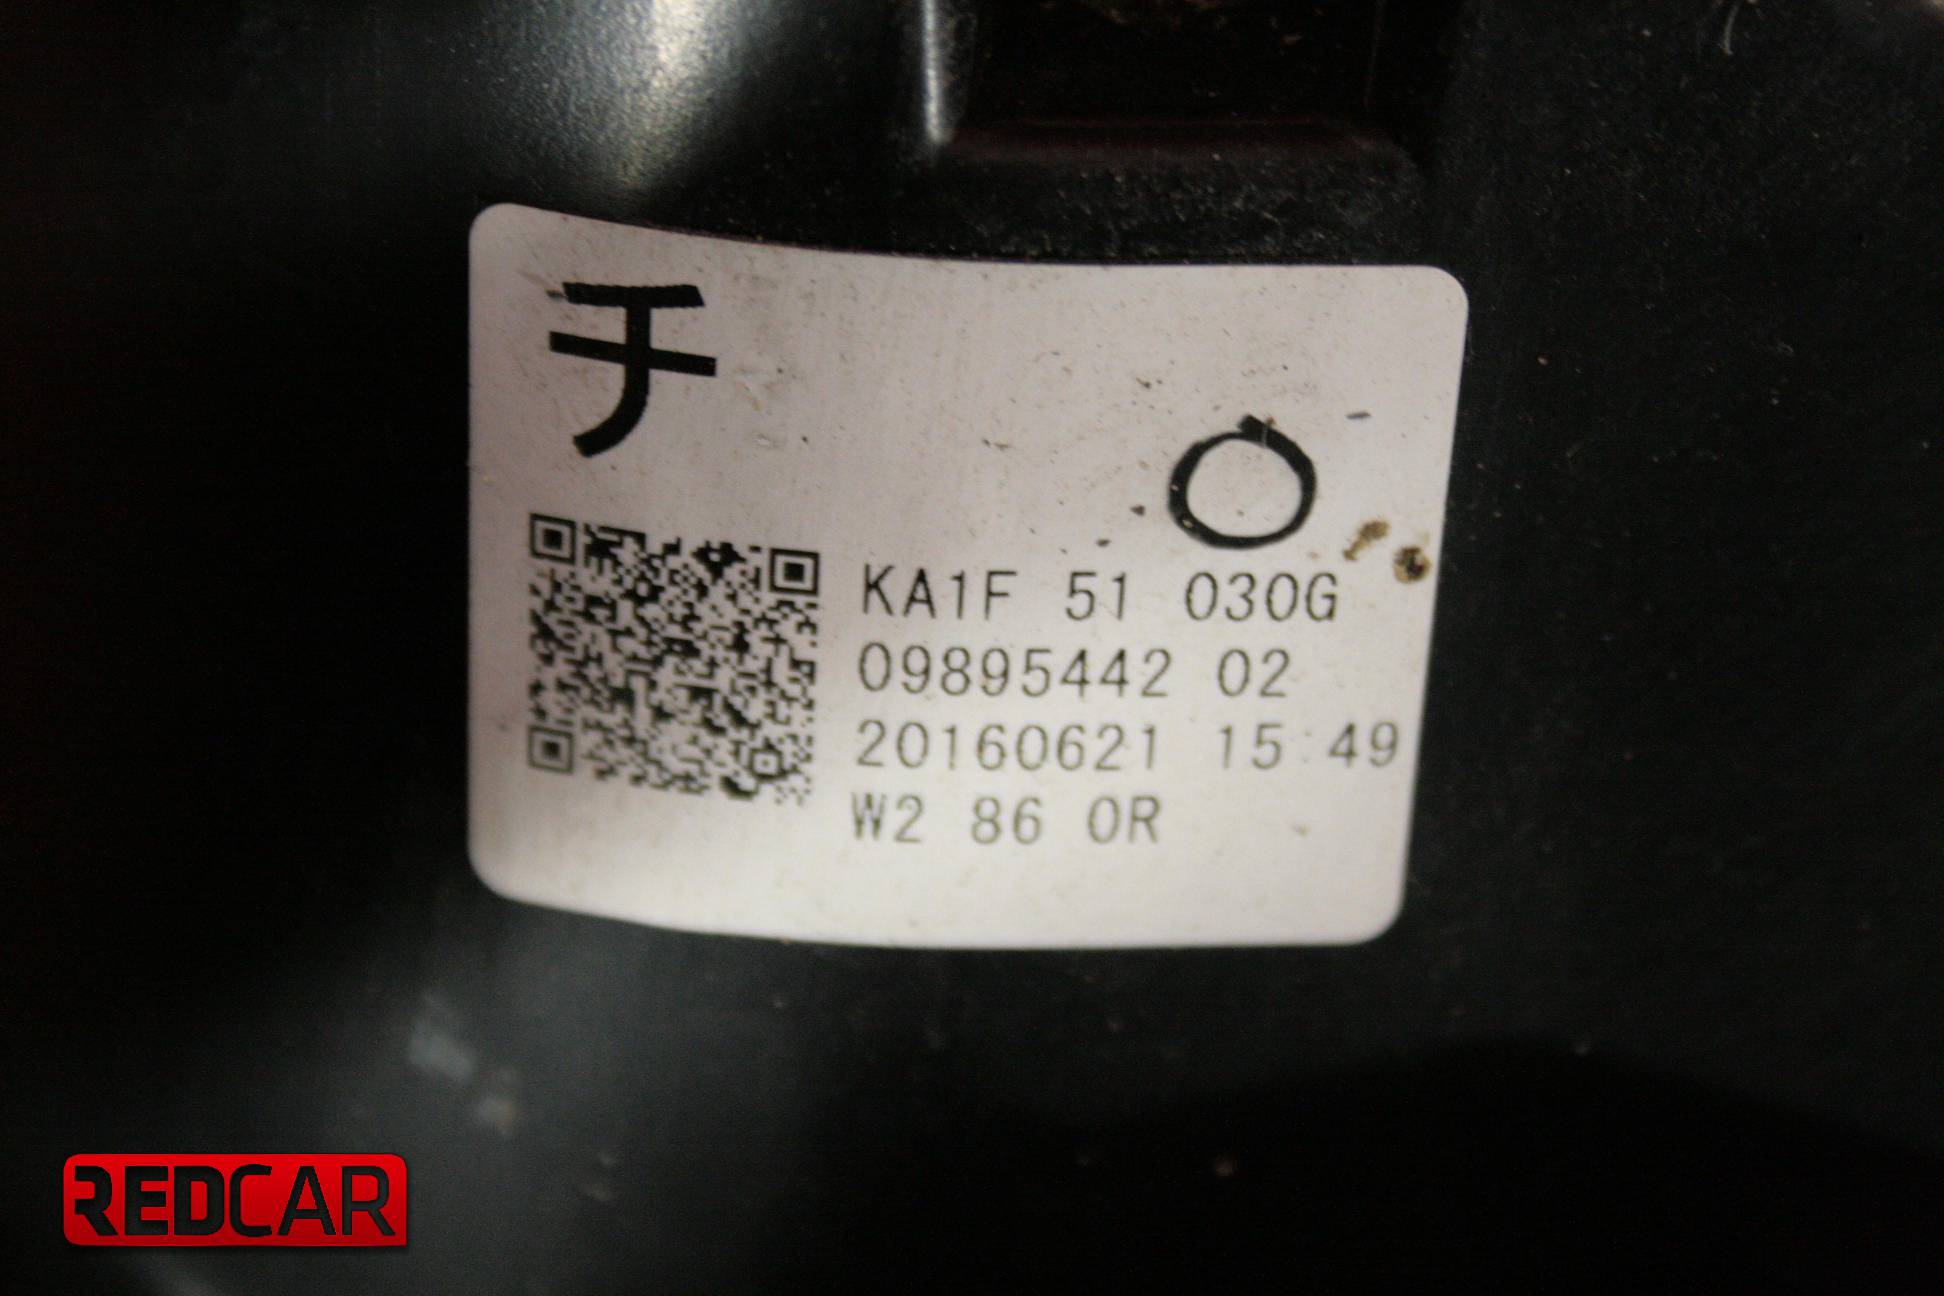 チ
KA1F 51 030G
09895442 02
20160621 15:49
W2 86 0R
REDCAR